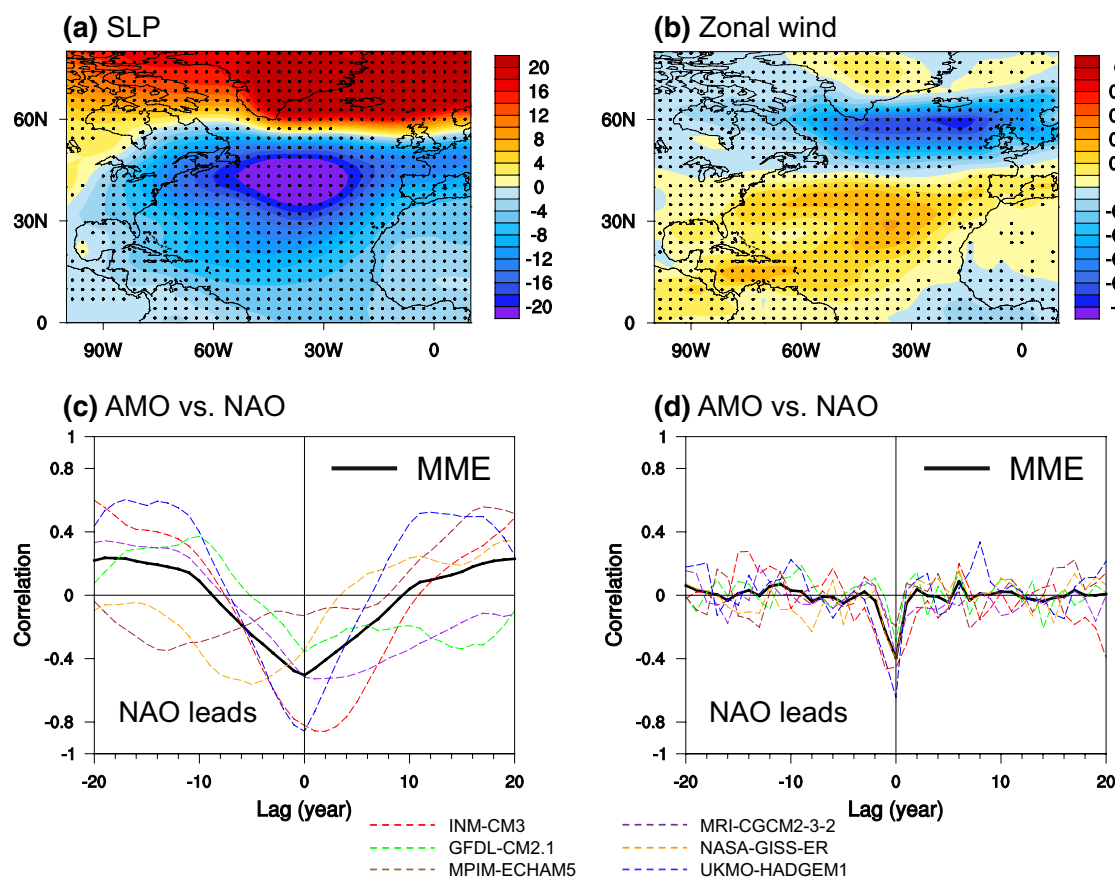 (a) SLP
(b) Zonal wind
60N
30N
0
90W 60W 30W 0
20
16
12
8
4
0
-4
-8
-12
-16
-20
60N
30N
0
90W 60W 30W 0
(c) AMO vs. NAO
(d) AMO vs. NAO
1
0.8
0.4
0
-0.4
-0.8
-1
Correlation
MME
NAO leads
-20 -10 0 10 20
Lag (year)
1
0.8
0.4
0
-0.4
-0.8
-1
Correlation
MME
NAO leads
-20 -10 0 10 20
Lag (year)
INM-CM3
GFDL-CM2.1
MPIM-ECHAM5
MRI-CGCM2-3-2
NASA-GISS-ER
UKMO-HADGEM1